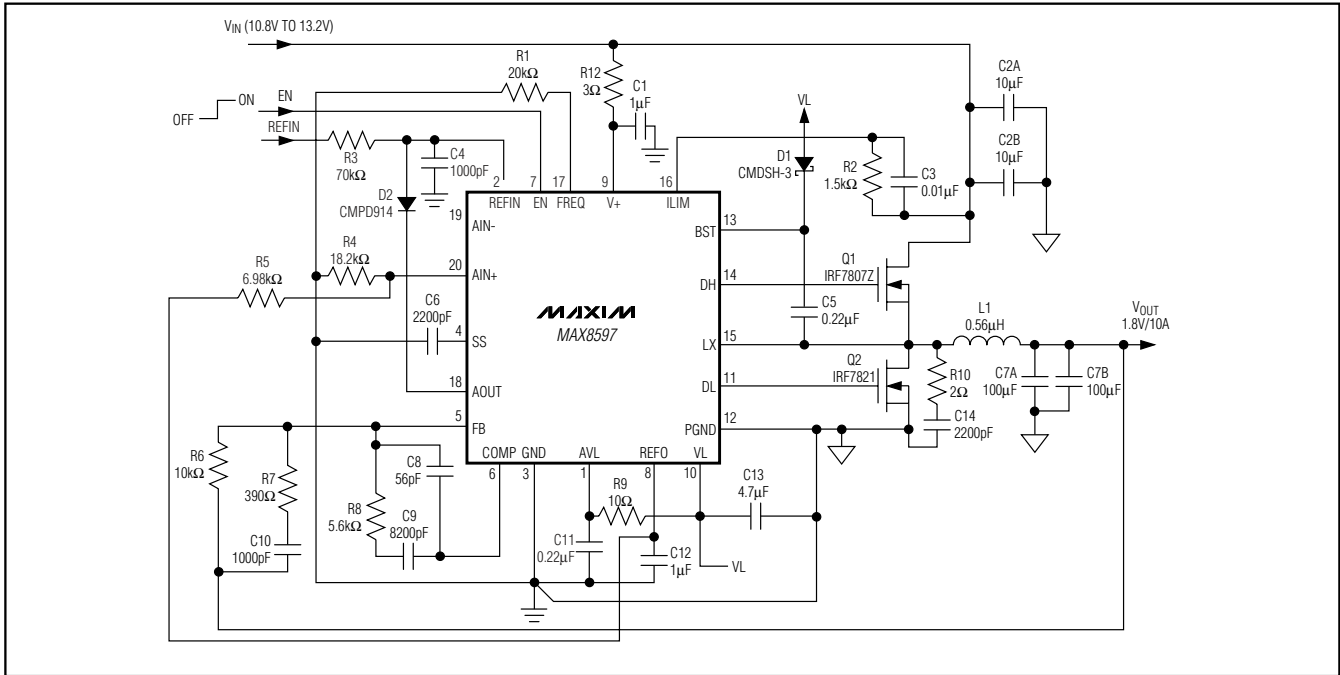 VIN (10.8V TO 13.2V)
R1
20kΩ
R12
3Ω
C1
1μF
C2A
10μF
C2B
10μF
VL
OFF
ON
EN
REFIN
R3
70kΩ
C4
1000pF
D2
CMPD914
D1
CMDSH-3
R2
1.5kΩ
C3
0.01μF
2
7
17
9
16
REFIN
EN
FREQ
V+
ILIM
19
AIN-
20
AIN+
4
SS
18
AOUT
5
FB
13
BST
14
DH
15
LX
11
DL
12
PGND
MAXIM
MAX8597
R5
6.98kΩ
R4
18.2kΩ
C6
2200pF
Q1
IRF7807Z
C5
0.22μF
L1
0.56μH
VOUT
1.8V/10A
Q2
IRF7821
R10
2Ω
C14
2200pF
C7A
100μF
C7B
100μF
COMP
GND
AVL
REFO
VL
6
3
1
8
10
R6
10kΩ
R7
390Ω
C10
1000pF
C8
56pF
R8
5.6kΩ
C9
8200pF
R9
10Ω
C13
4.7μF
C11
0.22μF
C12
1μF
VL